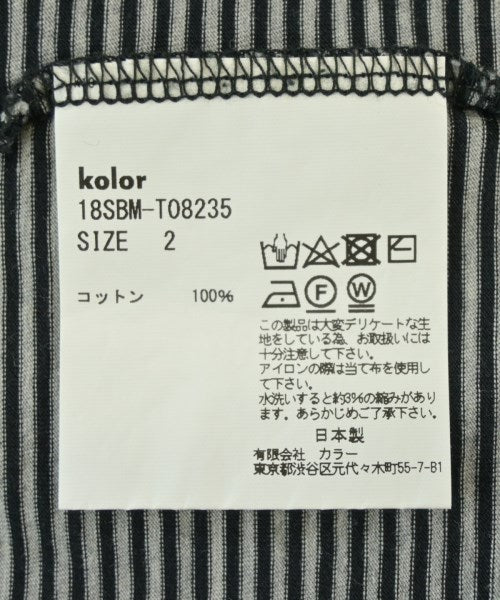 kolor
18SBM-T08235
SIZE 2
コットン 100%
F W
この製品は大変デリケートな生
地をしている為、お取扱いには
十分注意して下さい。
アイロンの際は当て布を使用し
て下さい。
水洗いすると約3%の縮みがあり
ます。あらかじめご了承下さい。
日本製
有限会社 カラー
東京都渋谷区元代々木町55-7-B1